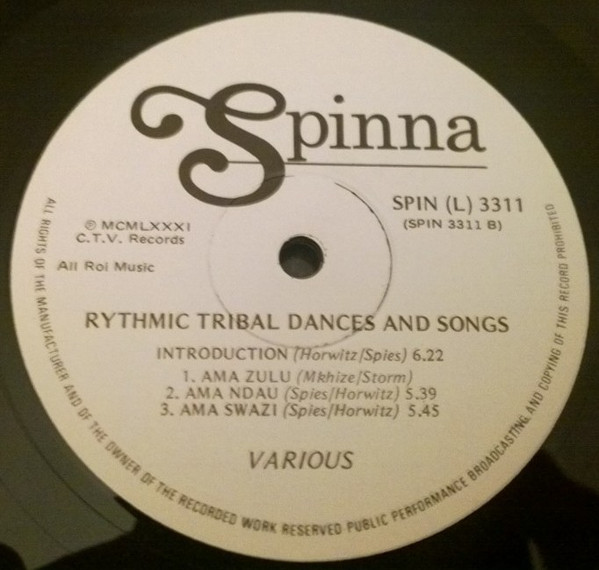 Spinna
SPIN (L) 3311
(SPIN 3311 B)
℗ MCMLXXXI
C.T.V. Records
All Roi Music
RYTHMIC TRIBAL DANCES AND SONGS
INTRODUCTION (Horwitz/Spies) 6.22
1. AMA ZULU (Mkhize/Storm)
2. AMA NDAU (Spies/Horwitz) 5.39
3. AMA SWAZI (Spies/Horwitz) 5.45
VARIOUS
ALL RIGHTS OF THE MANUFACTURER AND OF THE OWNER OF THE RECORDED WORK RESERVED PUBLIC PERFORMANCE BROADCASTING AND COPYING OF THIS RECORD PROHIBITED